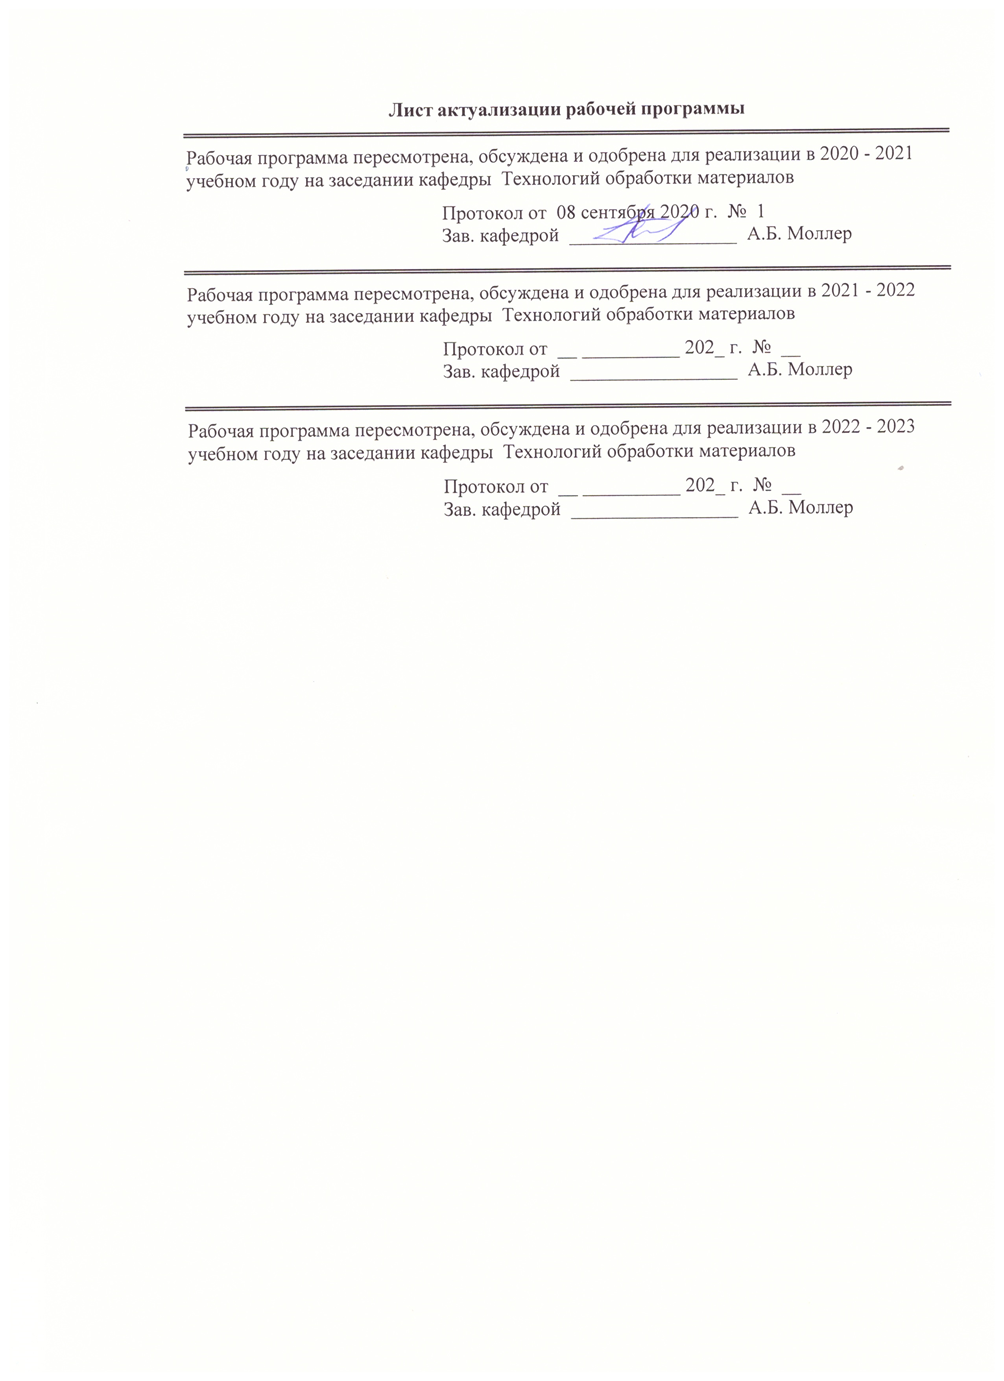 Лист актуализации рабочей программы
Рабочая программа пересмотрена, обсуждена и одобрена для реализации в 2020 - 2021
учебном году на заседании кафедры Технологий обработки материалов
Протокол от 08 сентября 2020 г. № 1
Зав. кафедрой _________________ А.Б. Моллер
Рабочая программа пересмотрена, обсуждена и одобрена для реализации в 2021 - 2022
учебном году на заседании кафедры Технологий обработки материалов
Протокол от __ __________ 202_ г. № __
Зав. кафедрой _________________ А.Б. Моллер
Рабочая программа пересмотрена, обсуждена и одобрена для реализации в 2022 - 2023
учебном году на заседании кафедры Технологий обработки материалов
Протокол от __ __________ 202_ г. № __
Зав. кафедрой _________________ А.Б. Моллер